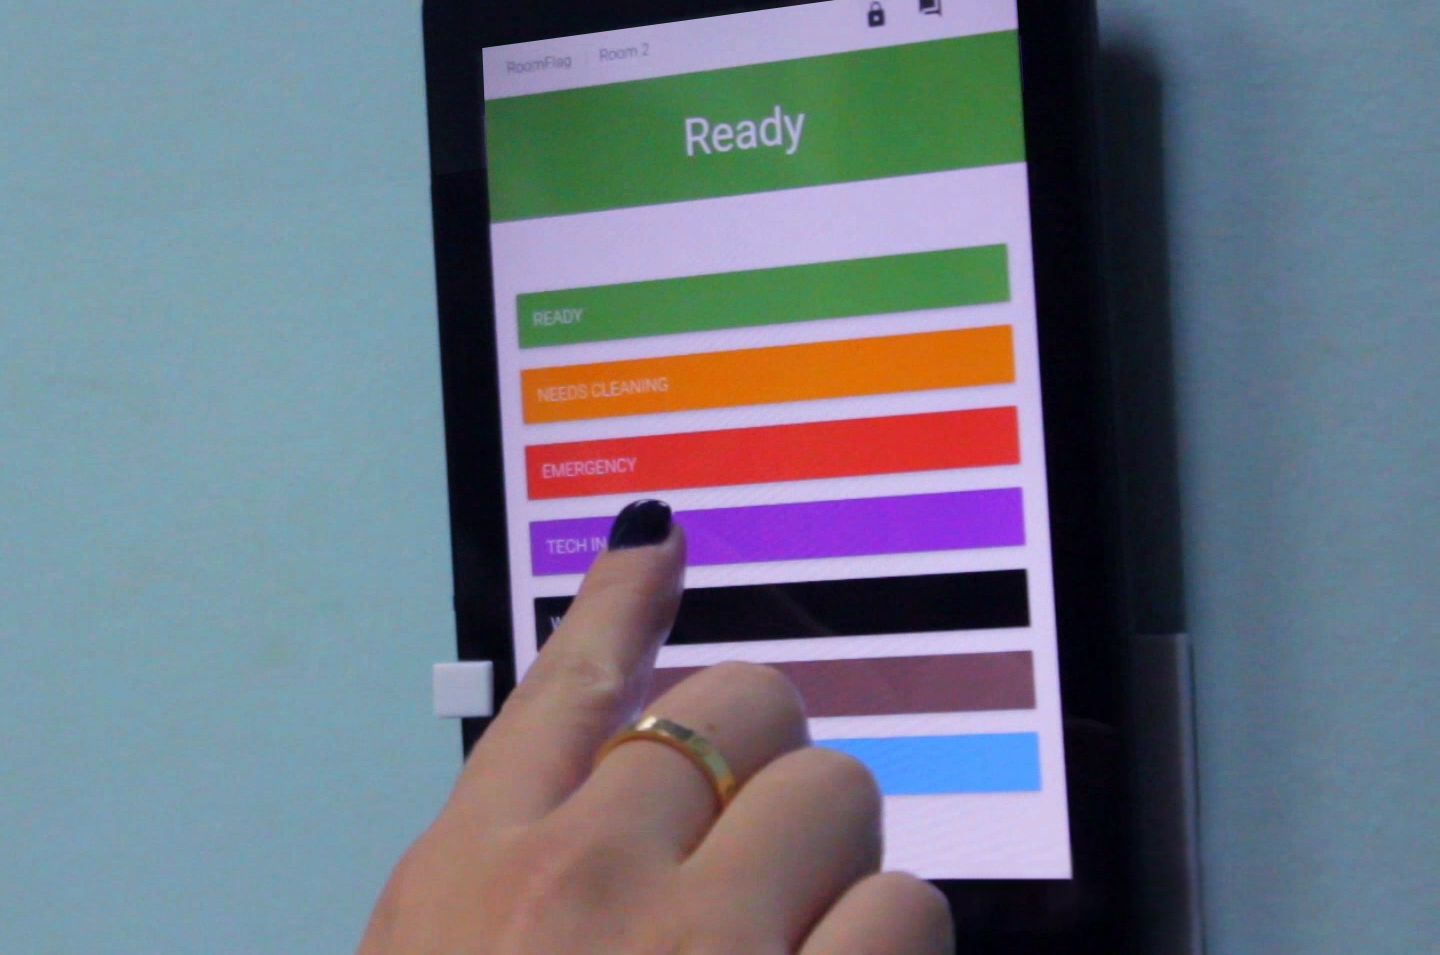 RoomFlag Room 2
Ready
READY
NEEDS CLEANING
EMERGENCY
TECH IN